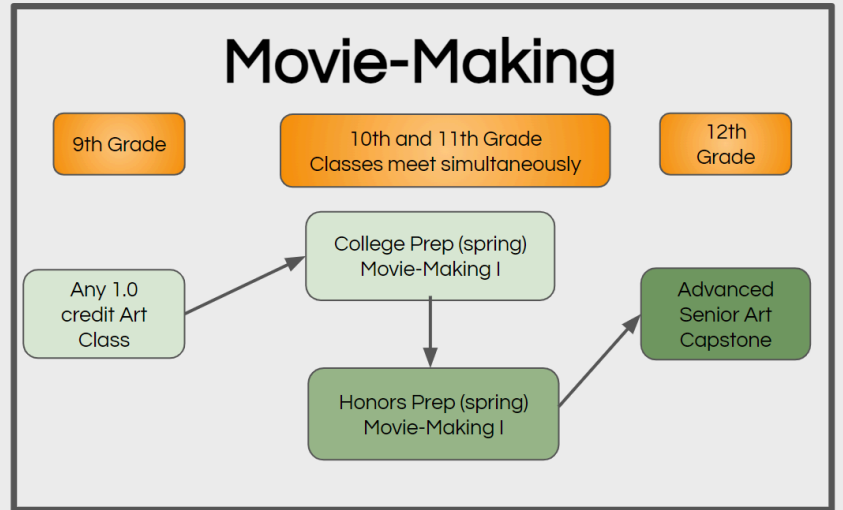 Movie-Making
9th Grade
10th and 11th Grade
Classes meet simultaneously
12th
Grade
College Prep (spring)
Movie-Making I
Any 1.0
credit Art
Class
Advanced
Senior Art
Capstone
Honors Prep (spring)
Movie-Making I